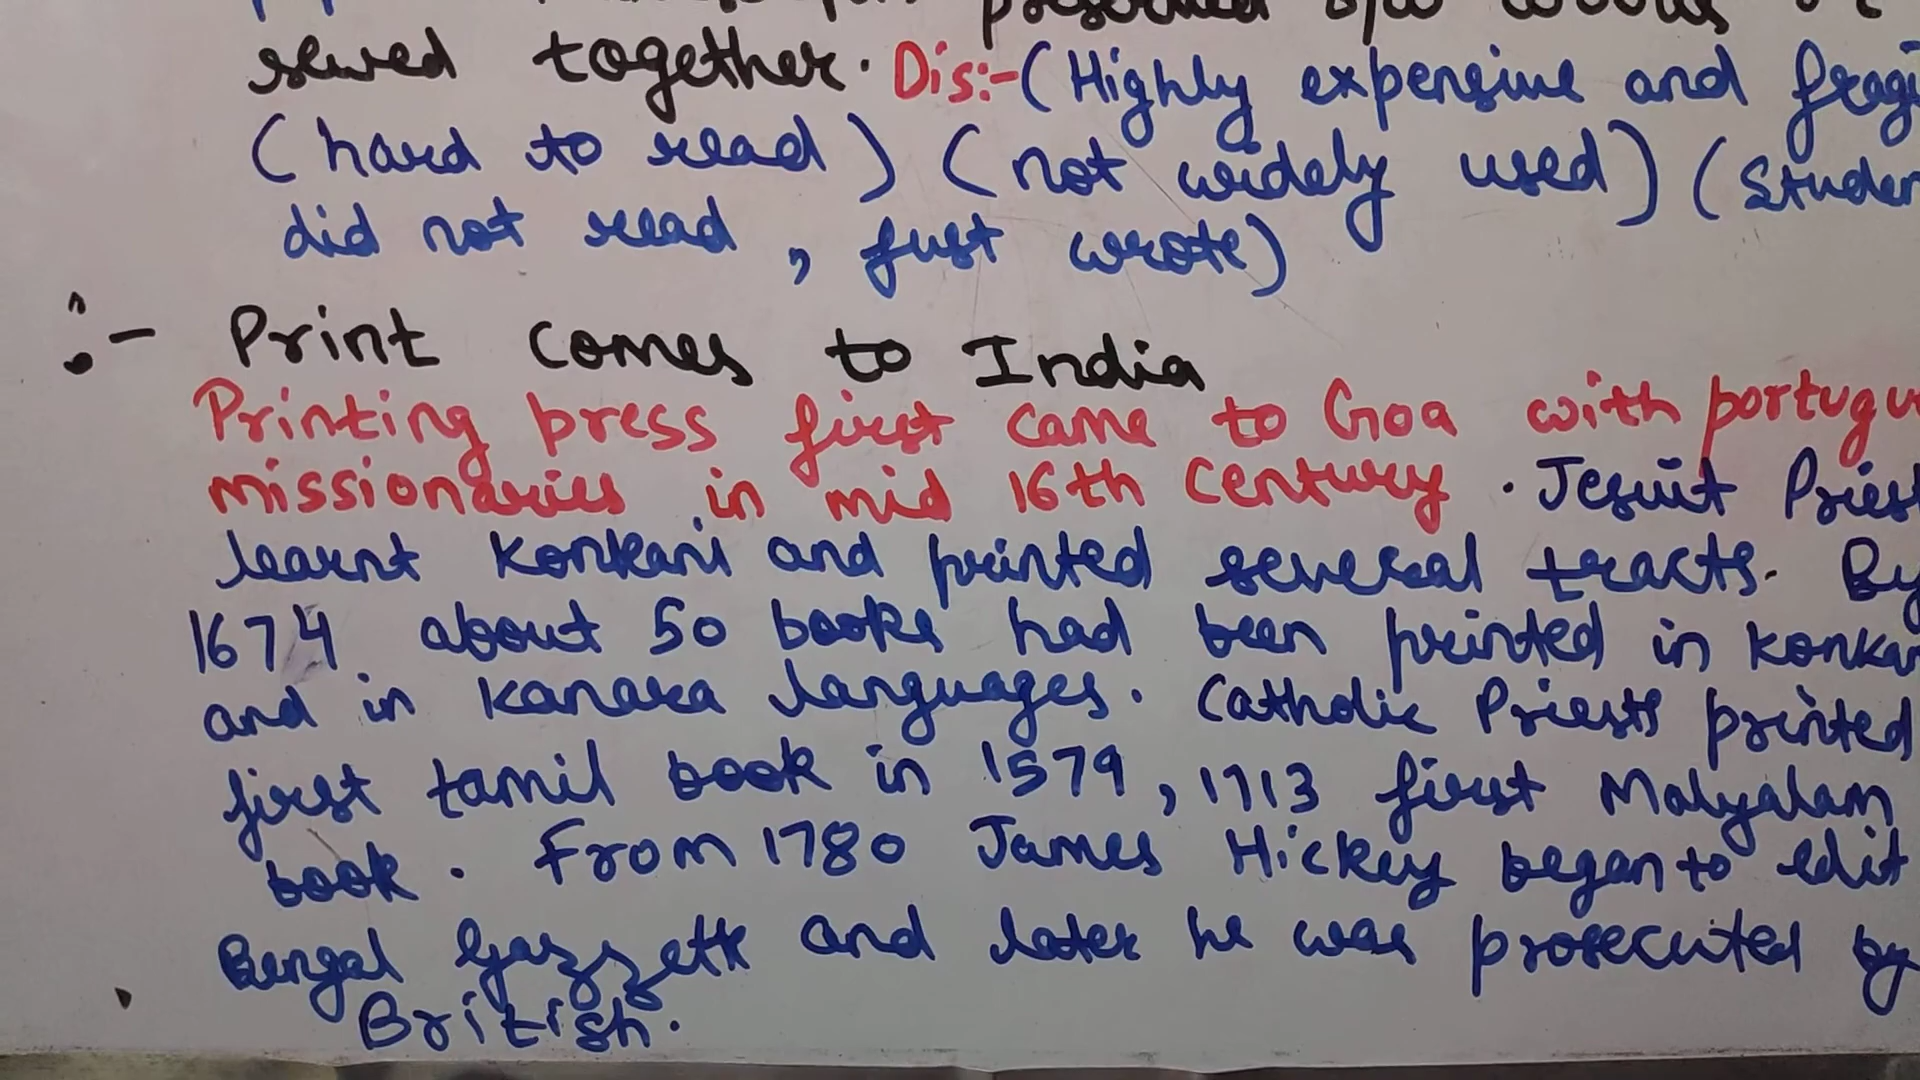 sewed together. Dis:- (Highly expensive and
(hard to read) (not widely used) (
did not read, just wrote)
:- Print comes to India
Printing press first came to Goa with portugu
missionaries in mid 16th Century. Jesuit Priest
learnt Konkani and printed several tracts. By
1674 about 50 books had been printed in Konkan
and in Kanara languages. Catholic Priests printed
first tamil book in 1579, 1713 first Malyalam
book. From 1780 James Hickey began to edit
Bengal Gazzette and later he was prosecuted by
British.